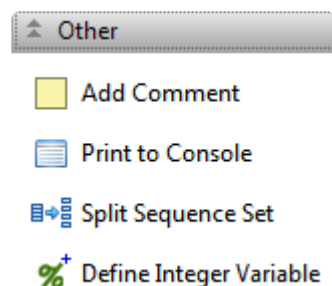 Other
Add Comment
Print to Console
Split Sequence Set
Define Integer Variable